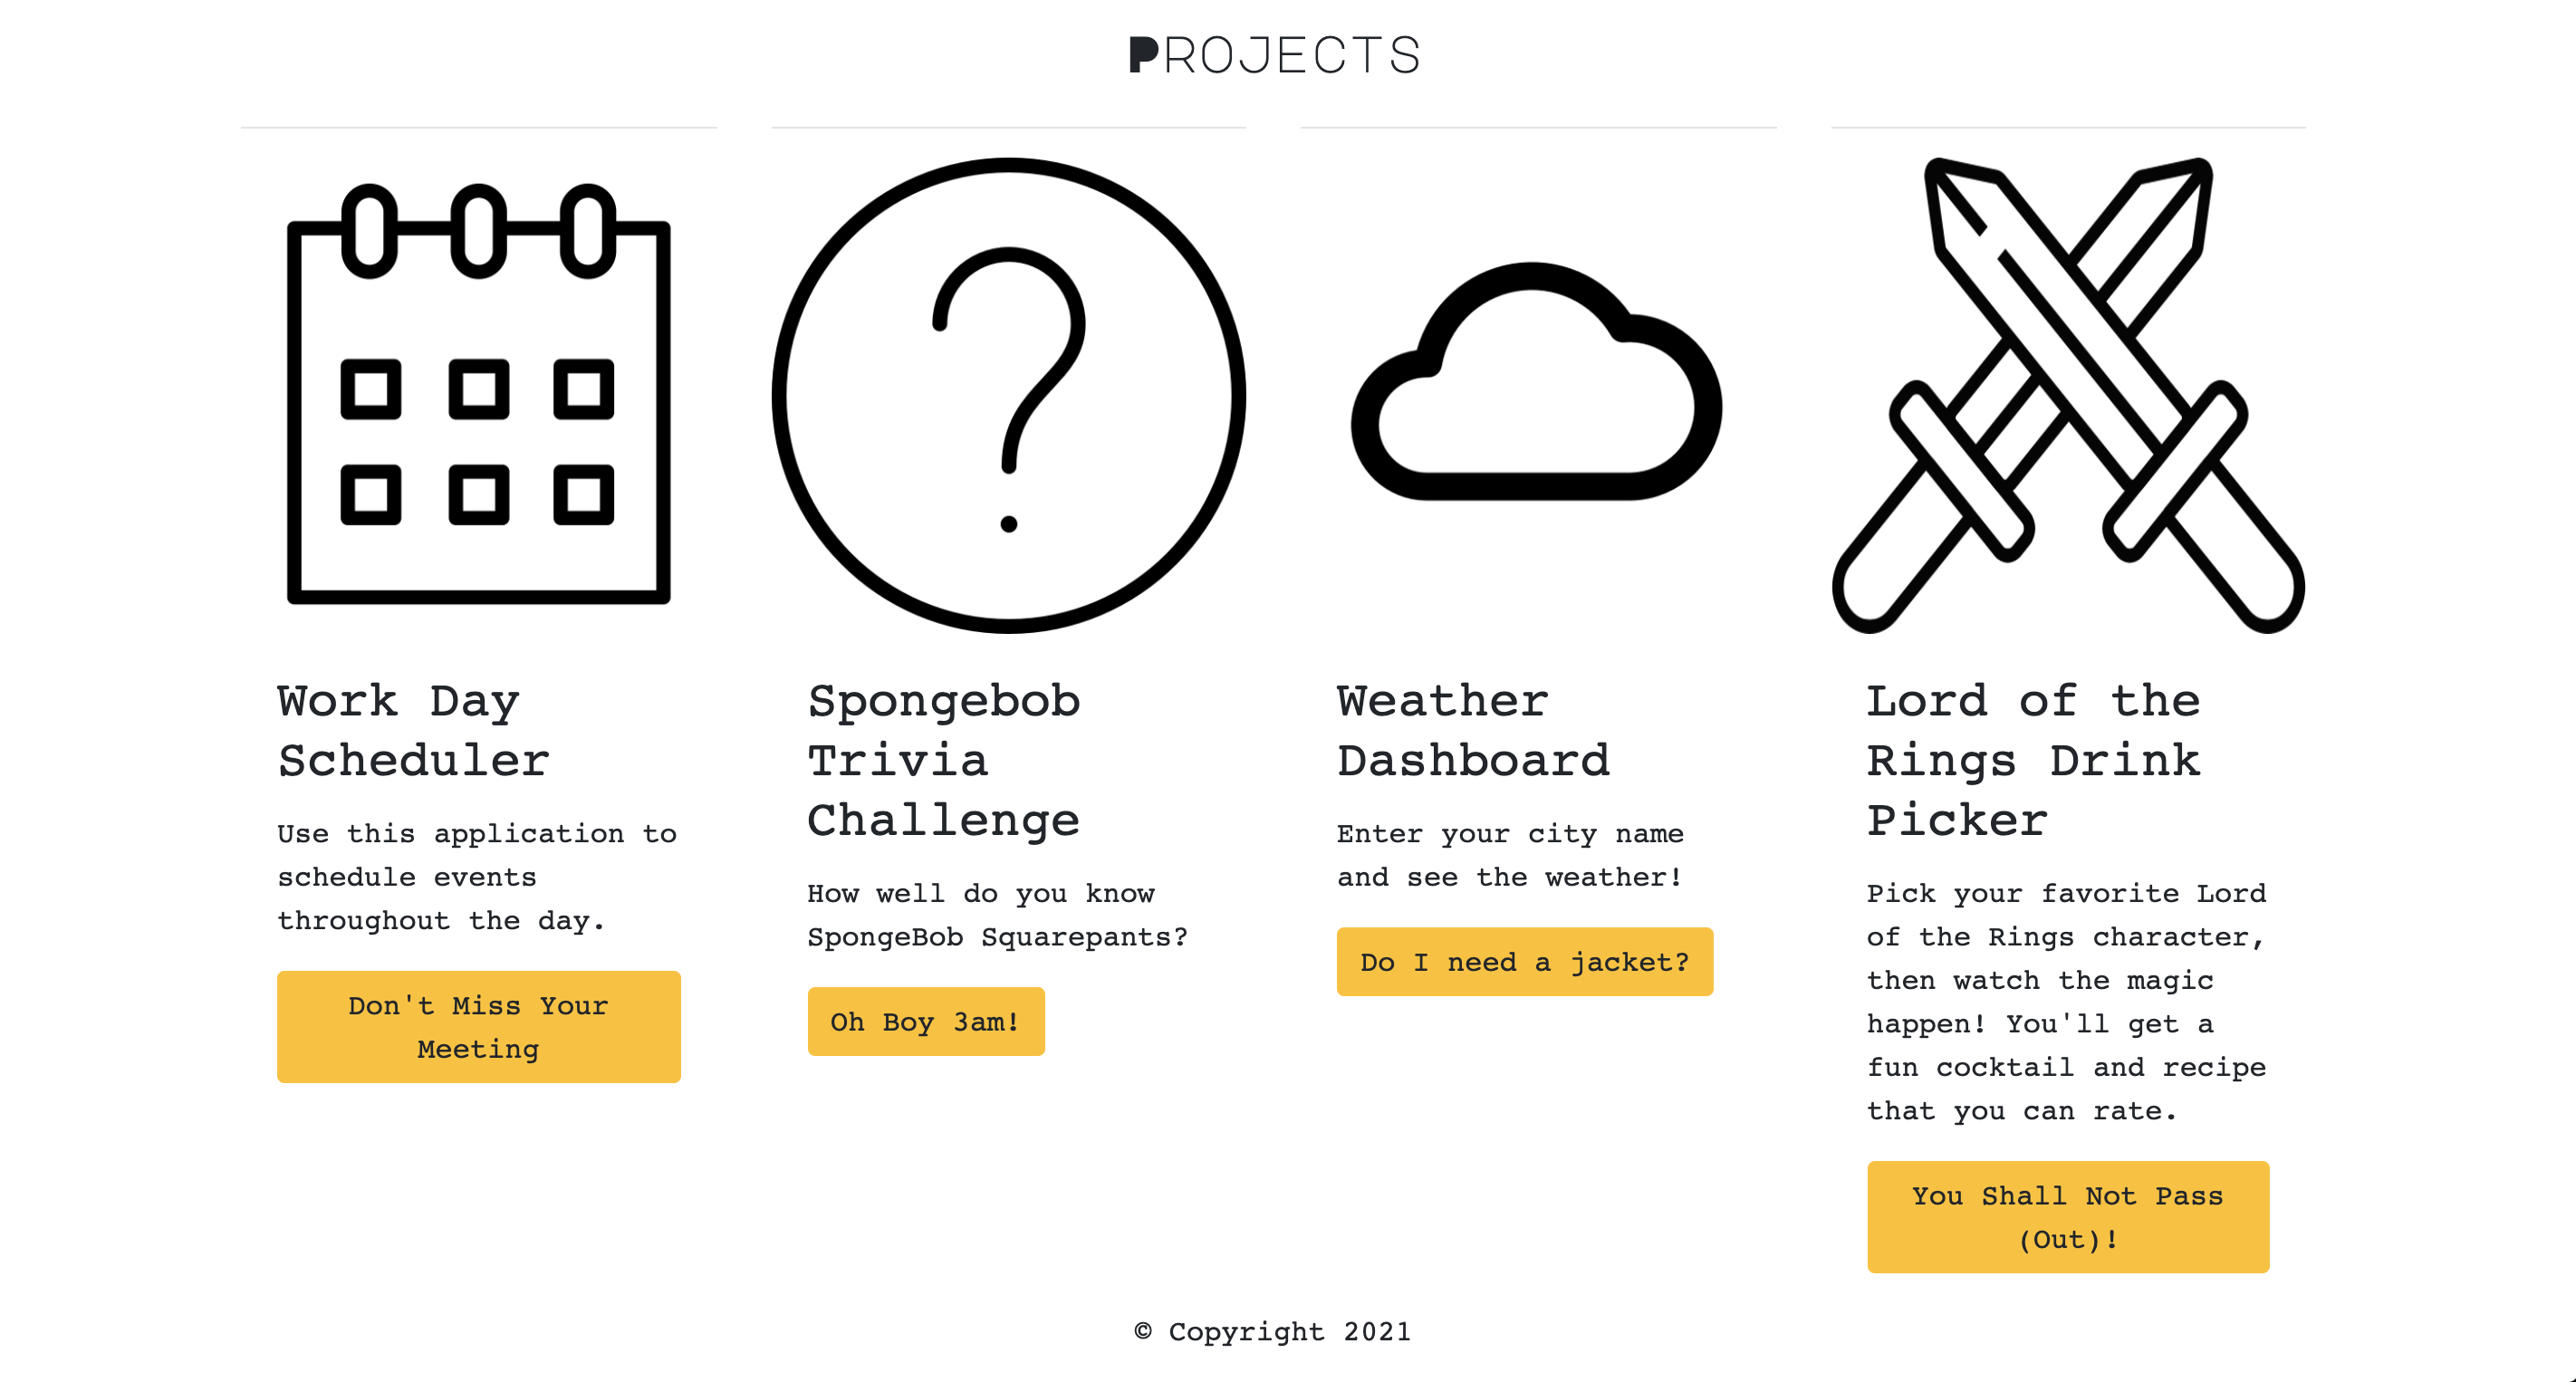 PROJECTS
Work Day
Scheduler
Use this application to
schedule events
throughout the day.
Don't Miss Your
Meeting
Spongebob
Trivia
Challenge
How well do you know
SpongeBob Squarepants?
Oh Boy 3am!
Weather
Dashboard
Enter your city name
and see the weather!
Do I need a jacket?
Lord of the
Rings Drink
Picker
Pick your favorite Lord
of the Rings character,
then watch the magic
happen! You'll get a
fun cocktail and recipe
that you can rate.
You Shall Not Pass
(Out)!
© Copyright 2021